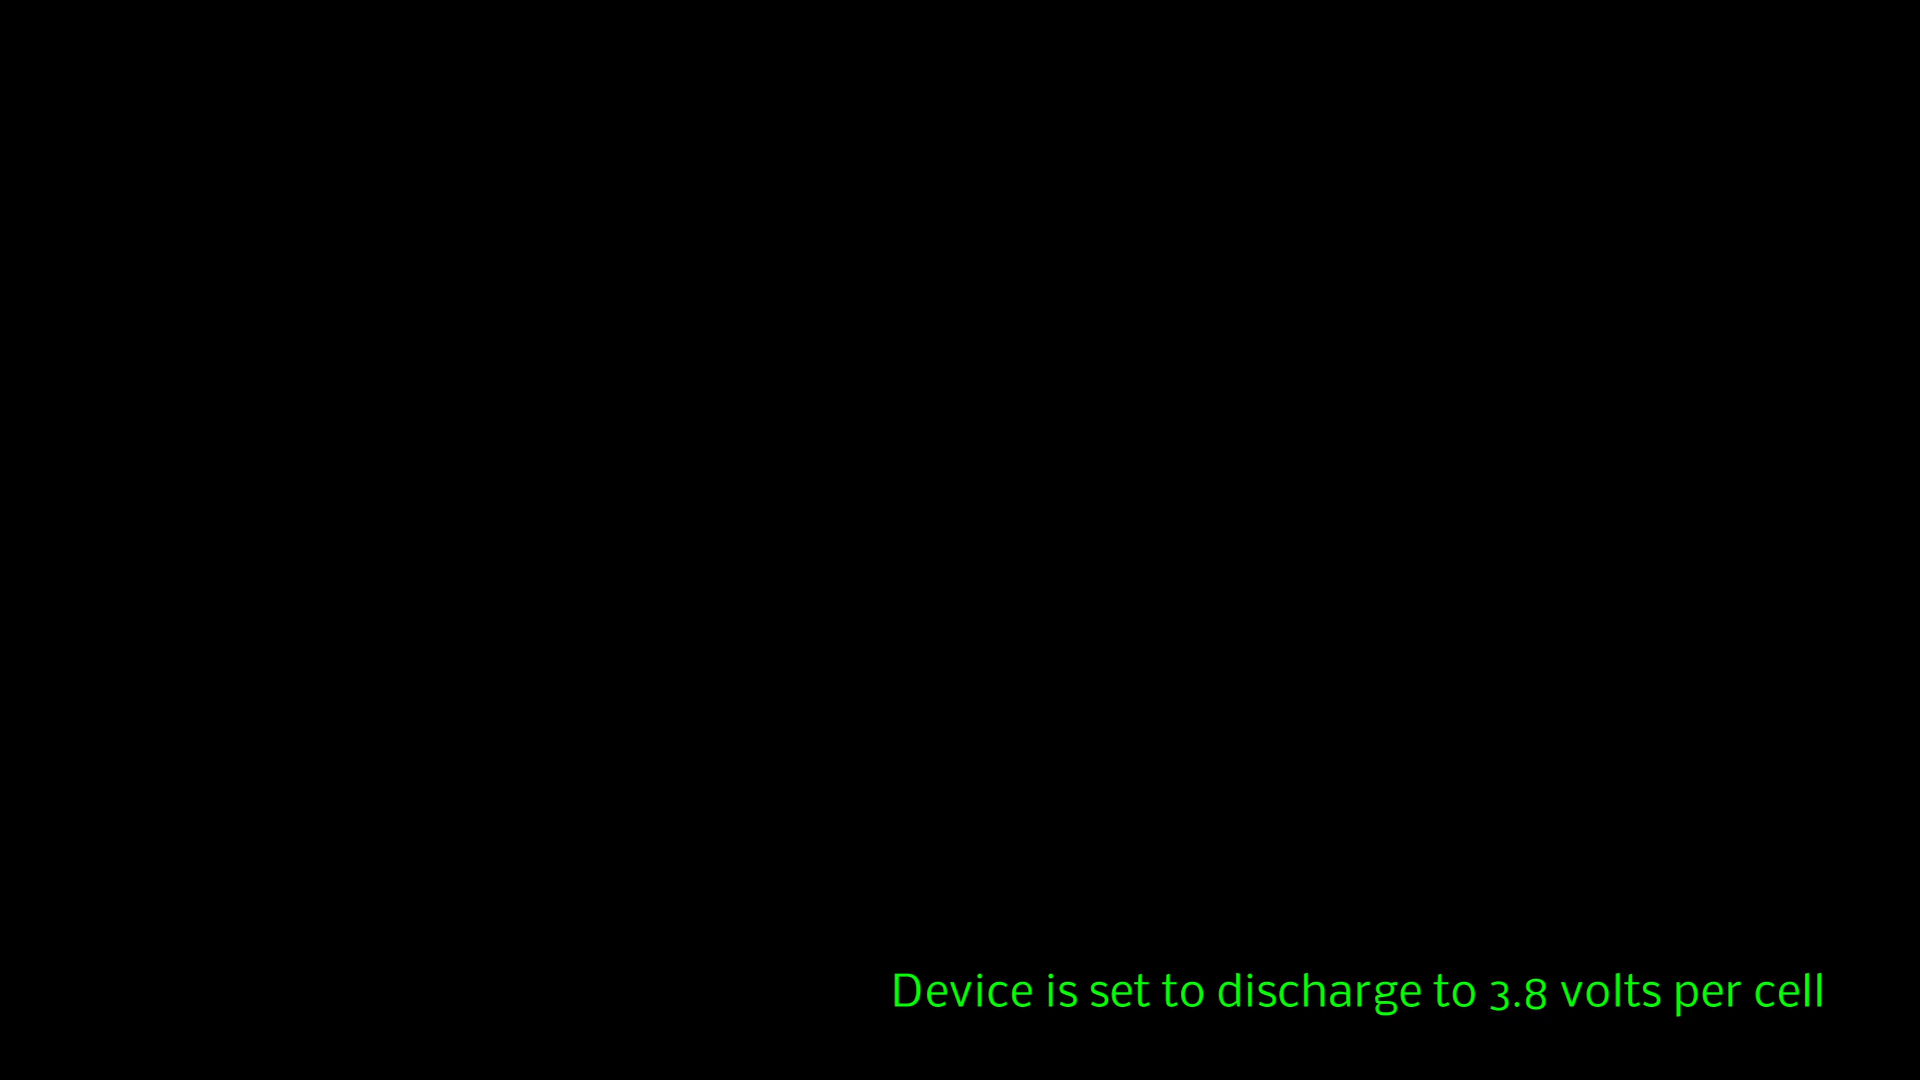 Device is set to discharge to 3.8 volts per cell